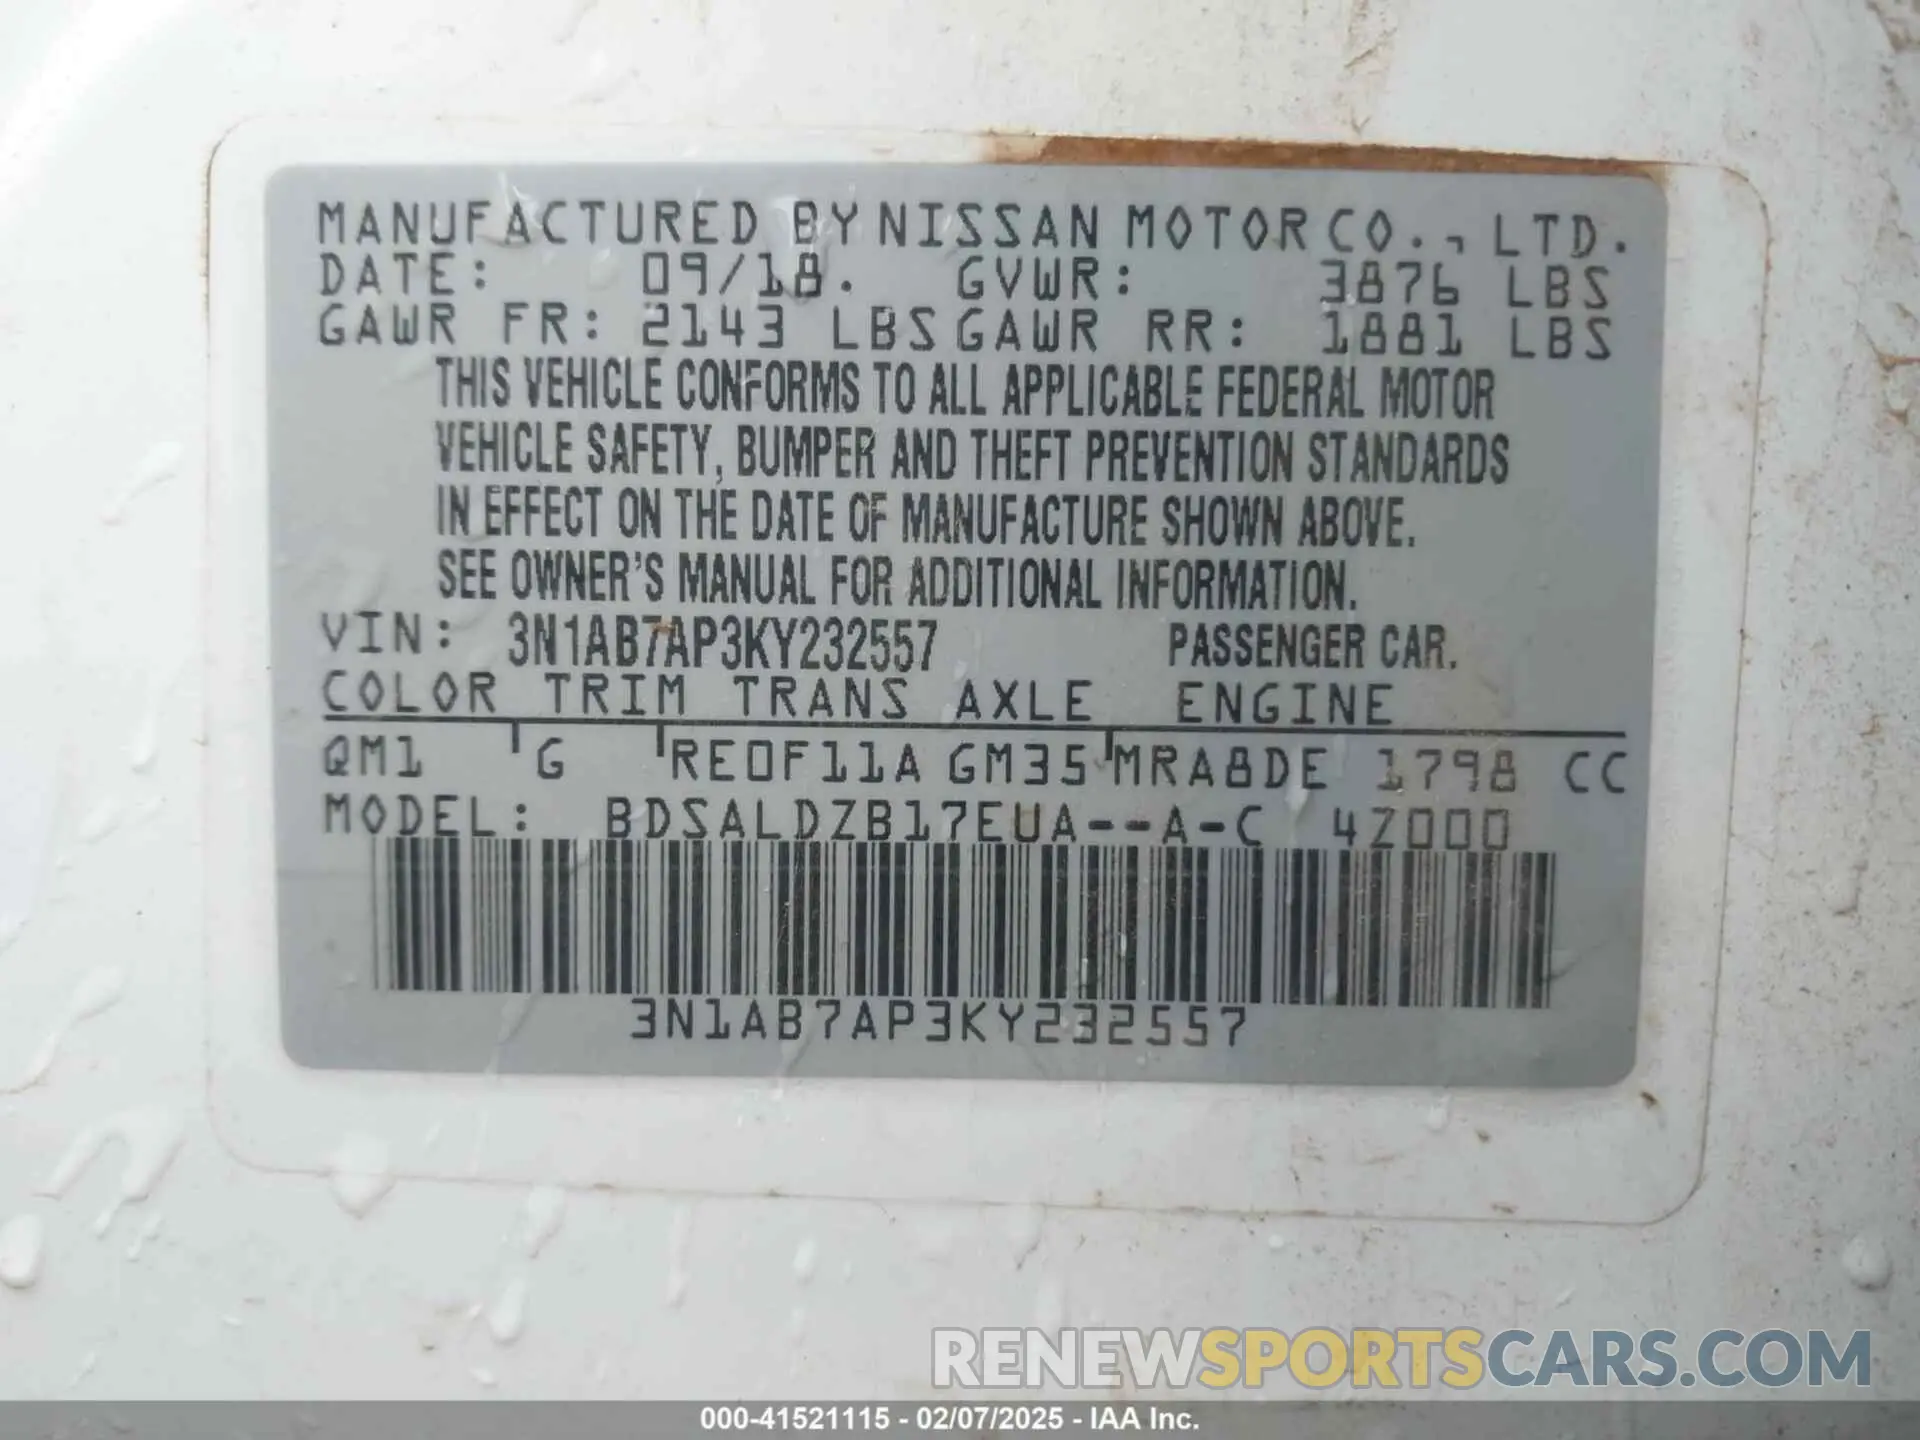 MANUFACTURED BY NISSAN MOTOR CO., LTD.
DATE: 09/18. GVWR: 3876 LBS
GAWR FR: 2143 LBS GAWR RR: 1881 LBS
THIS VEHICLE CONFORMS TO ALL APPLICABLE FEDERAL MOTOR
VEHICLE SAFETY, BUMPER AND THEFT PREVENTION STANDARDS
IN EFFECT ON THE DATE OF MANUFACTURE SHOWN ABOVE.
SEE OWNER'S MANUAL FOR ADDITIONAL INFORMATION.
VIN: 3N1AB7AP3KY232557 PASSENGER CAR.
COLOR TRIM TRANS AXLE ENGINE
QM1 G RE0F11A GM35 MRA8DE 1798 CC
MODEL: BDSALDZB17EUA--A-C 4Z000
3N1AB7AP3KY232557
RENEWSPORTSCARS.COM
000-41521115 - 02/07/2025 - IAA Inc.